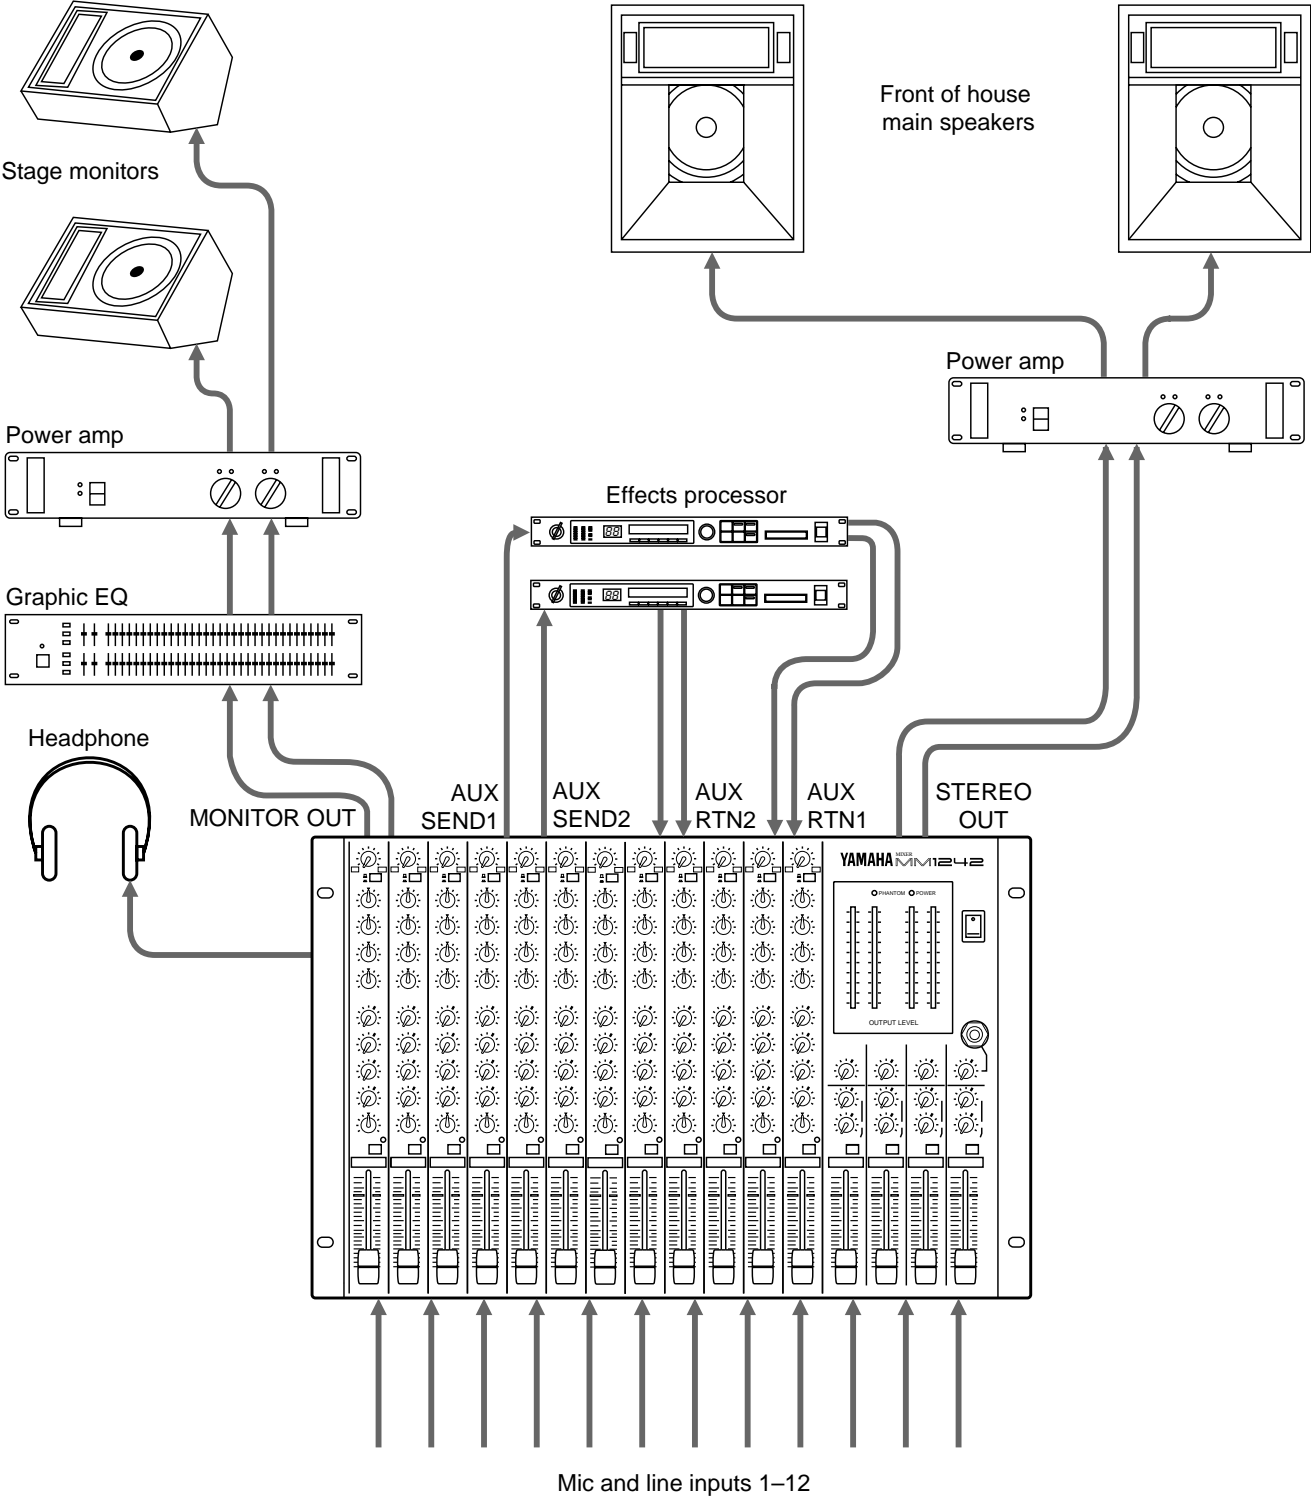 Front of house
main speakers
Stage monitors
Power amp
Power amp
Effects processor
Graphic EQ
Headphone
MONITOR OUT
AUX
SEND1
AUX
SEND2
AUX
RTN2
AUX
RTN1
STEREO
OUT
YAMAHA MIXER MM1242
PHANTOM POWER
88
88
OUTPUT LEVEL
Mic and line inputs 1–12